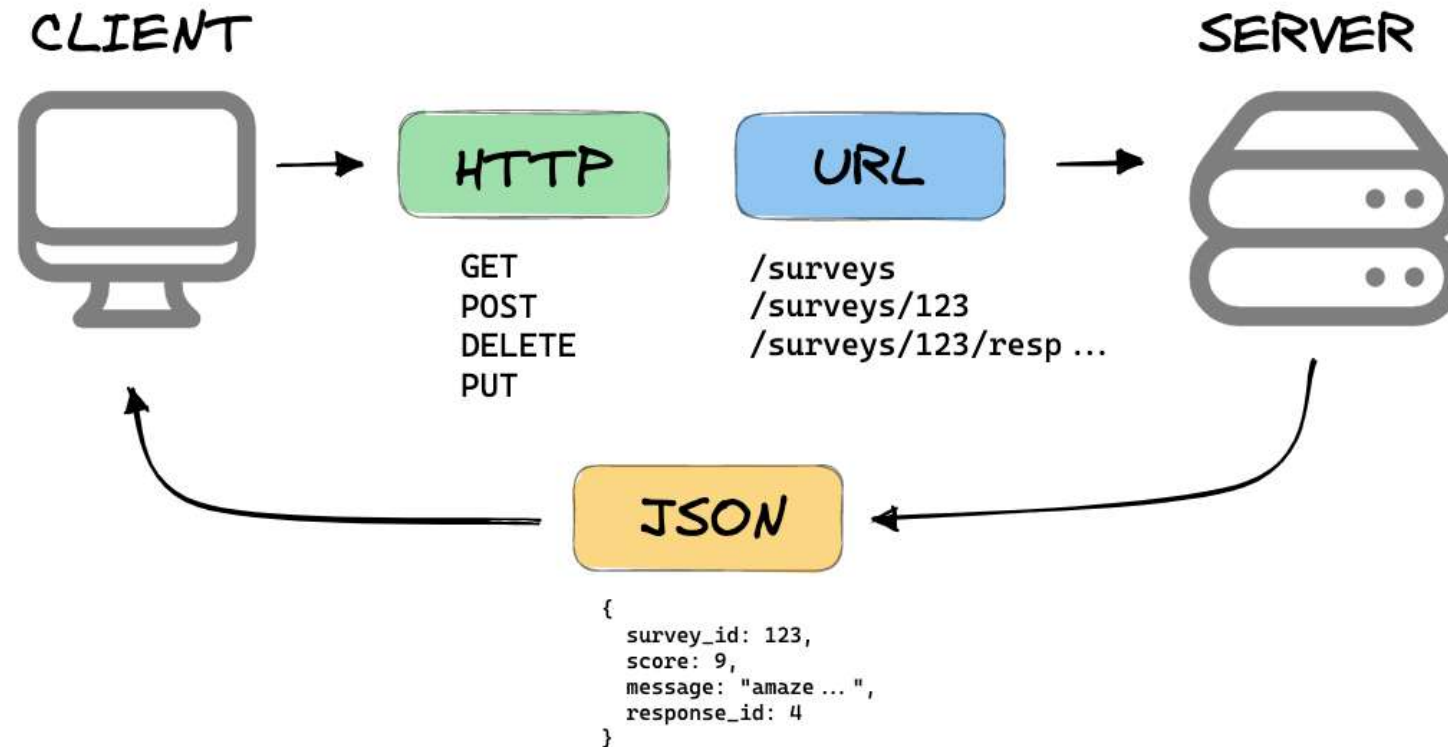 CLIENT
SERVER
HTTP
URL
GET
POST
DELETE
PUT
/surveys
/surveys/123
/surveys/123/resp ...
JSON
{
survey_id: 123,
score: 9,
message: "amaze ... ",
response_id: 4
}